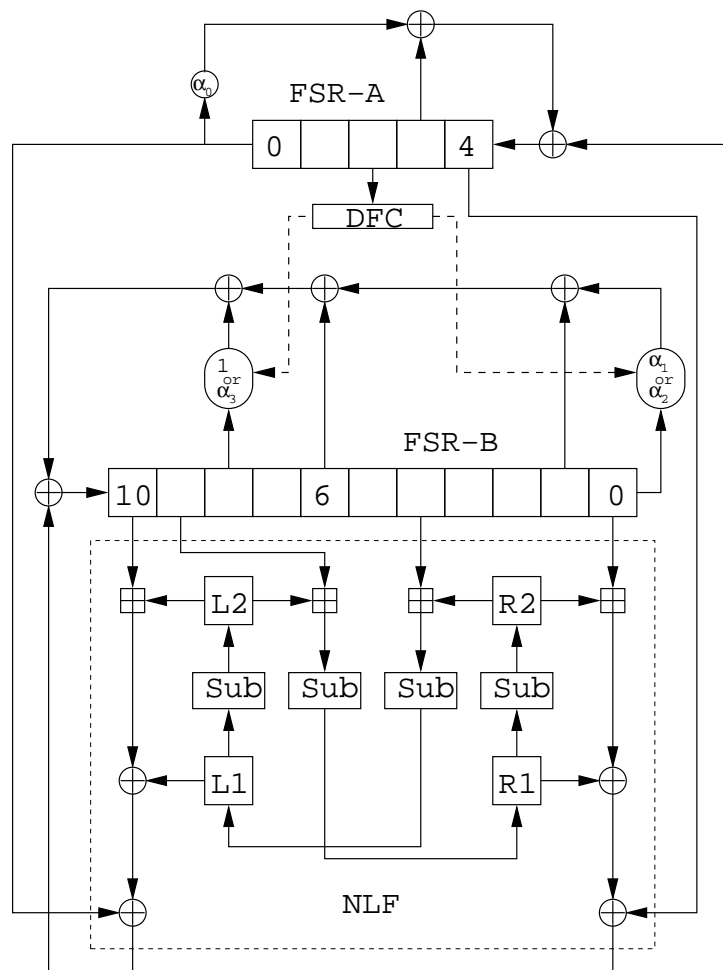 α₀
FSR-A
0 4
DFC
1 or α₃
α₁ or α₂
FSR-B
10 6 0
L2 R2
Sub Sub Sub Sub
L1 R1
NLF